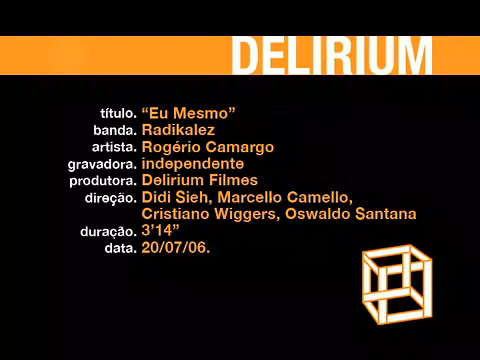 DELIRIUM
título. “Eu Mesmo”
banda. Radikalez
artista. Rogério Camargo
gravadora. independente
produtora. Delirium Filmes
direção. Didi Sieh, Marcello Camello,
Cristiano Wiggers, Oswaldo Santana
duração. 3’14”
data. 20/07/06.